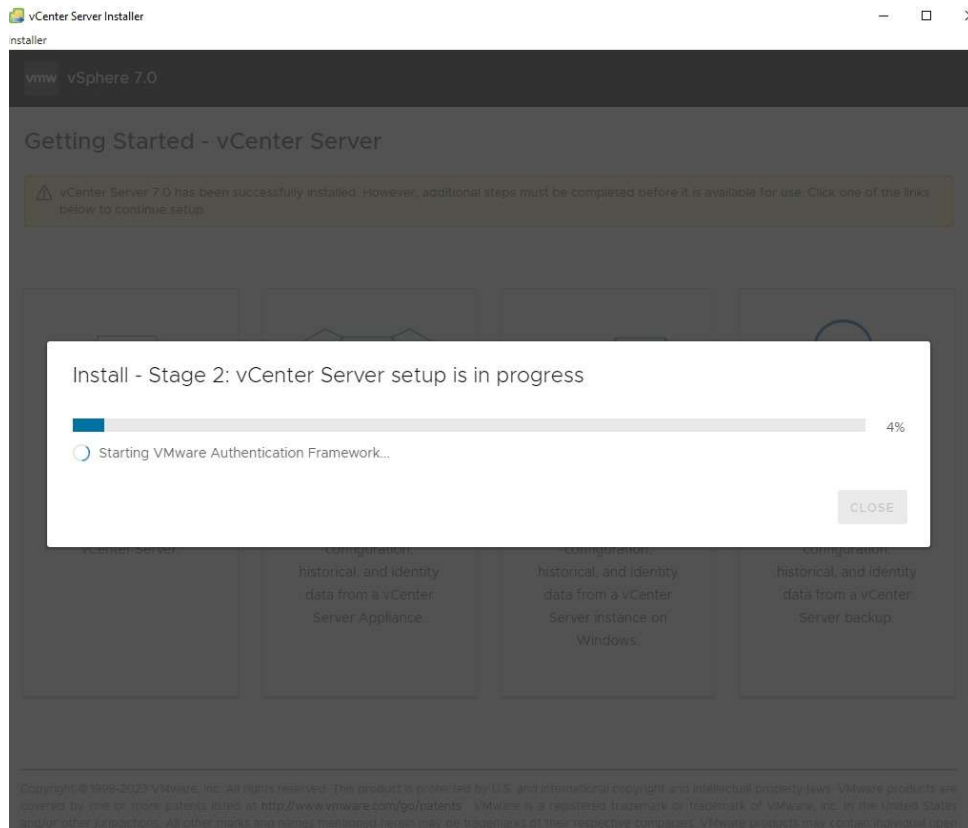 vCenter Server Installer
nstaller
vmw vSphere 7.0
Getting Started - vCenter Server
vCenter Server 7.0 has been successfully installed. However, additional steps must be completed before it is available for use. Click one of the links
below to continue setup.
Install - Stage 2: vCenter Server setup is in progress
4%
Starting VMware Authentication Framework...
CLOSE
vCenter Server
configuration,
historical, and identity
data from a vCenter
Server Appliance.
configuration,
historical, and identity
data from a vCenter
Server instance on
Windows.
configuration,
historical, and identity
data from a vCenter
Server backup.
Copyright © 1998-2023 VMware, Inc. All rights reserved. This product is protected by U.S. and international copyright and intellectual property laws. VMware products are
covered by one or more patents listed at http://www.vmware.com/go/patents. VMware is a registered trademark or trademark of VMware, Inc. in the United States
and/or other jurisdictions. All other marks and names mentioned herein may be trademarks of their respective companies. VMware products may contain individual open